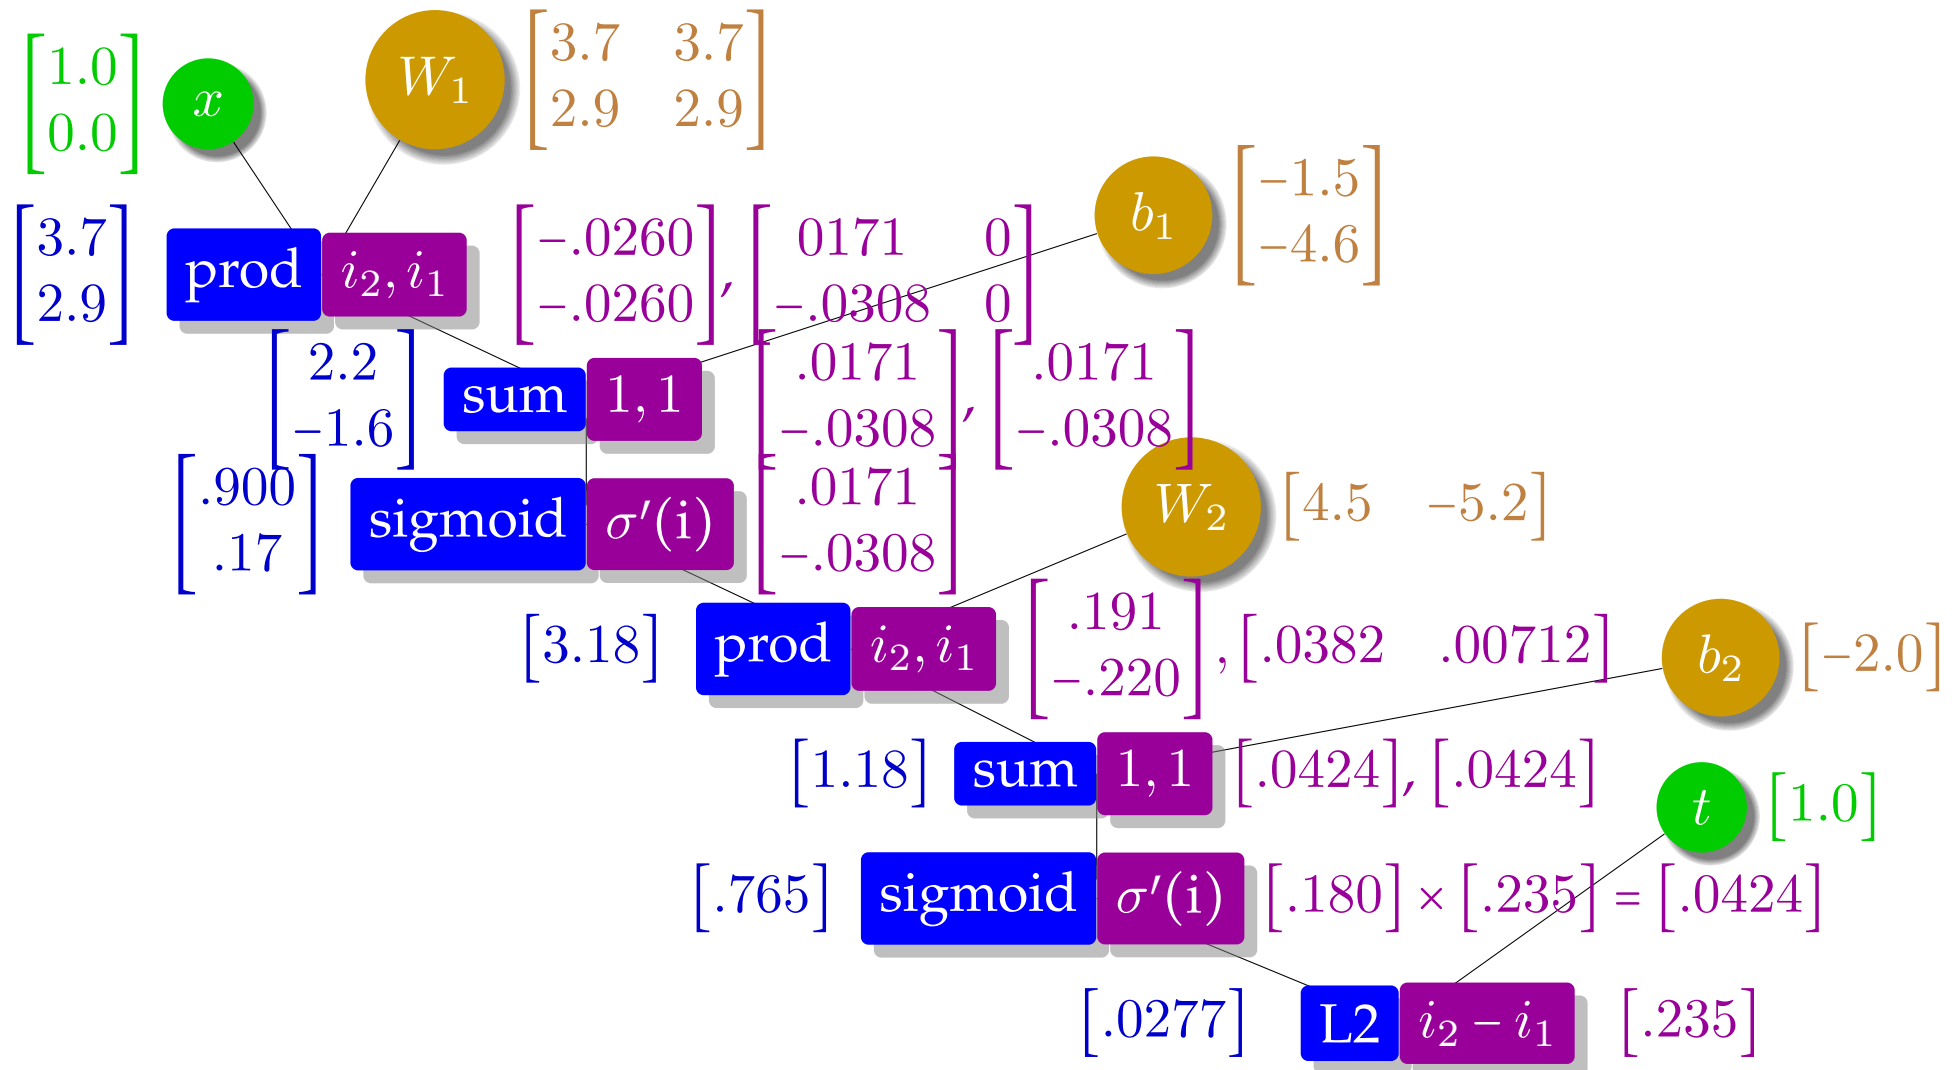 [1.0 0.0] x W₁ [3.7 3.7 2.9 2.9]
b₁ [−1.5 −4.6]
[3.7 2.9] prod i₂, i₁ [−.0260 −.0260], [0171 0 −.0308 0]
[2.2 −1.6] sum 1, 1 [.0171 −.0308], [.0171 −.0308]
[.900 .17] sigmoid σ′(i) [.0171 −.0308] W₂ [4.5 −5.2]
[3.18] prod i₂, i₁ [.191 −.220], [.0382 .00712] b₂ [−2.0]
[1.18] sum 1, 1 [.0424], [.0424] t [1.0]
[.765] sigmoid σ′(i) [.180] × [.235] = [.0424]
[.0277] L2 i₂ − i₁ [.235]